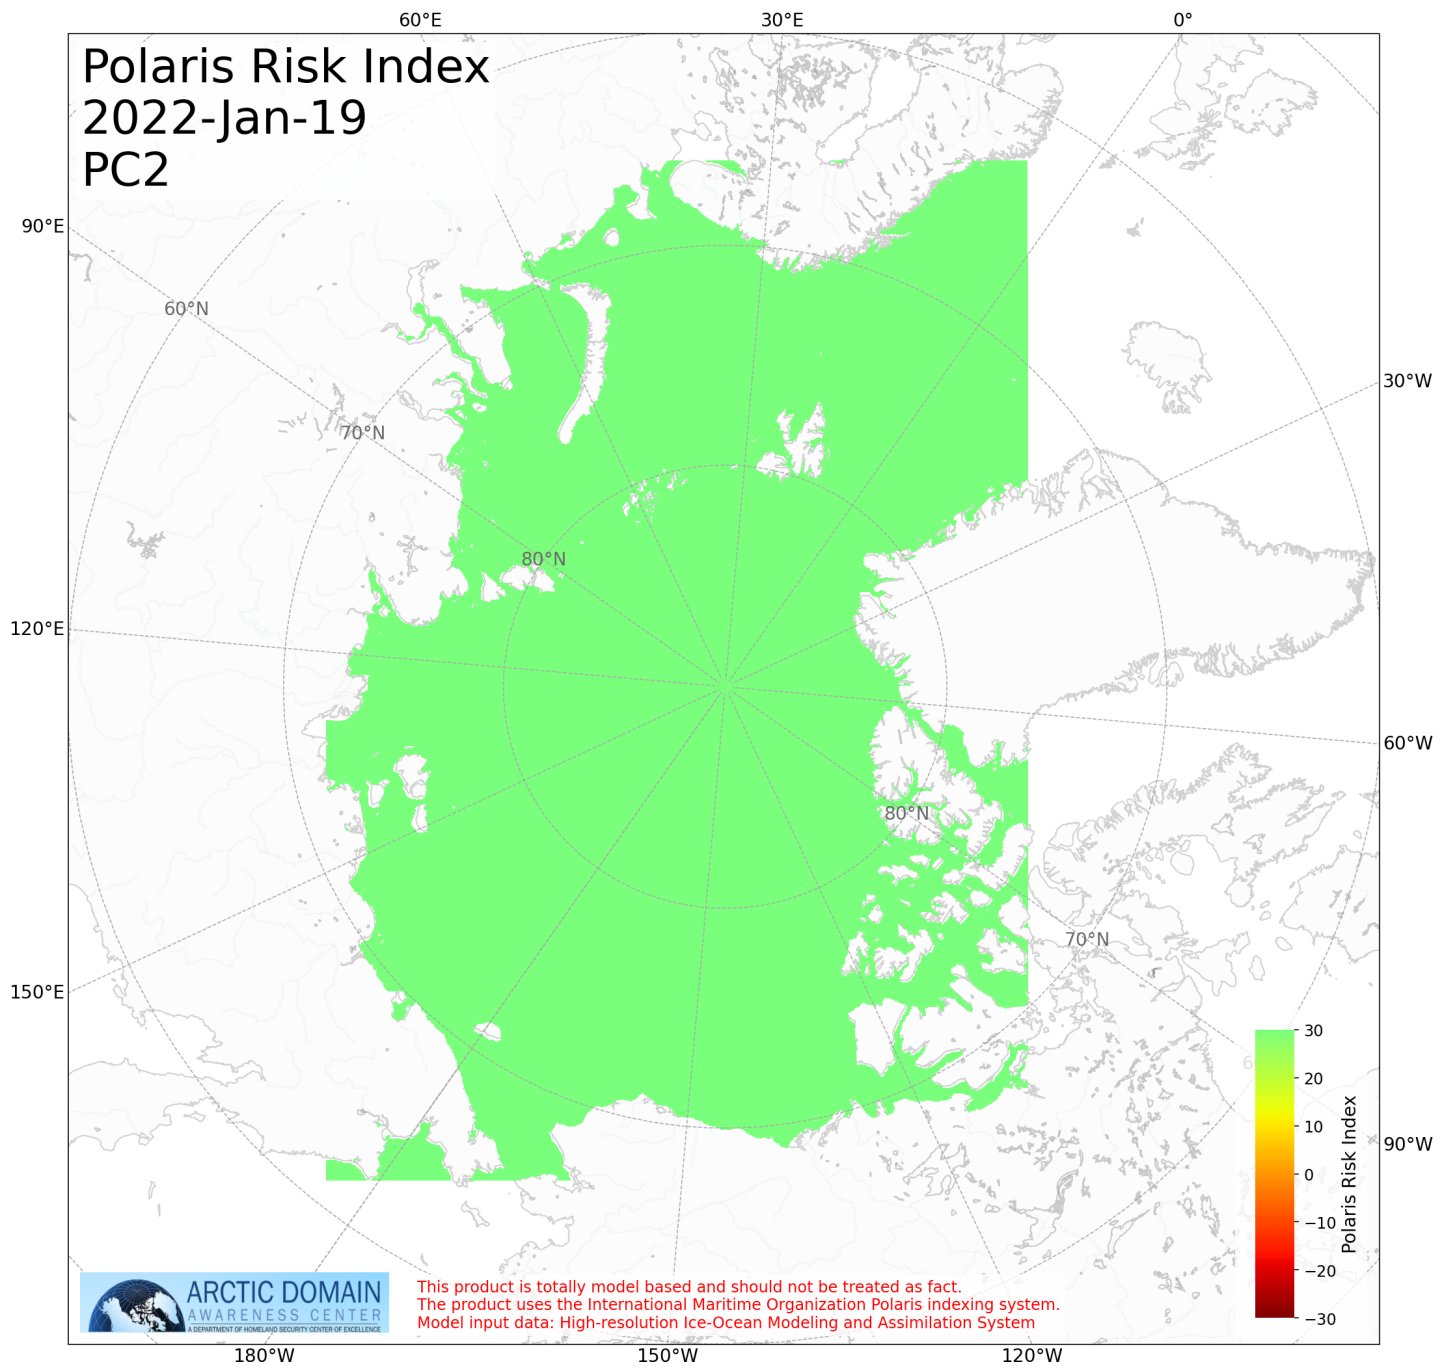 60°E
30°E
0°
Polaris Risk Index
2022-Jan-19
PC2
90°E
60°N
30°W
70°N
80°N
120°E
60°W
80°N
70°N
150°E
30
20
10
0
−10
−20
−30
Polaris Risk Index
90°W
ARCTIC DOMAIN
AWARENESS CENTER
A DEPARTMENT OF HOMELAND SECURITY CENTER OF EXCELLENCE
This product is totally model based and should not be treated as fact.
The product uses the International Maritime Organization Polaris indexing system.
Model input data: High-resolution Ice-Ocean Modeling and Assimilation System
180°W
150°W
120°W